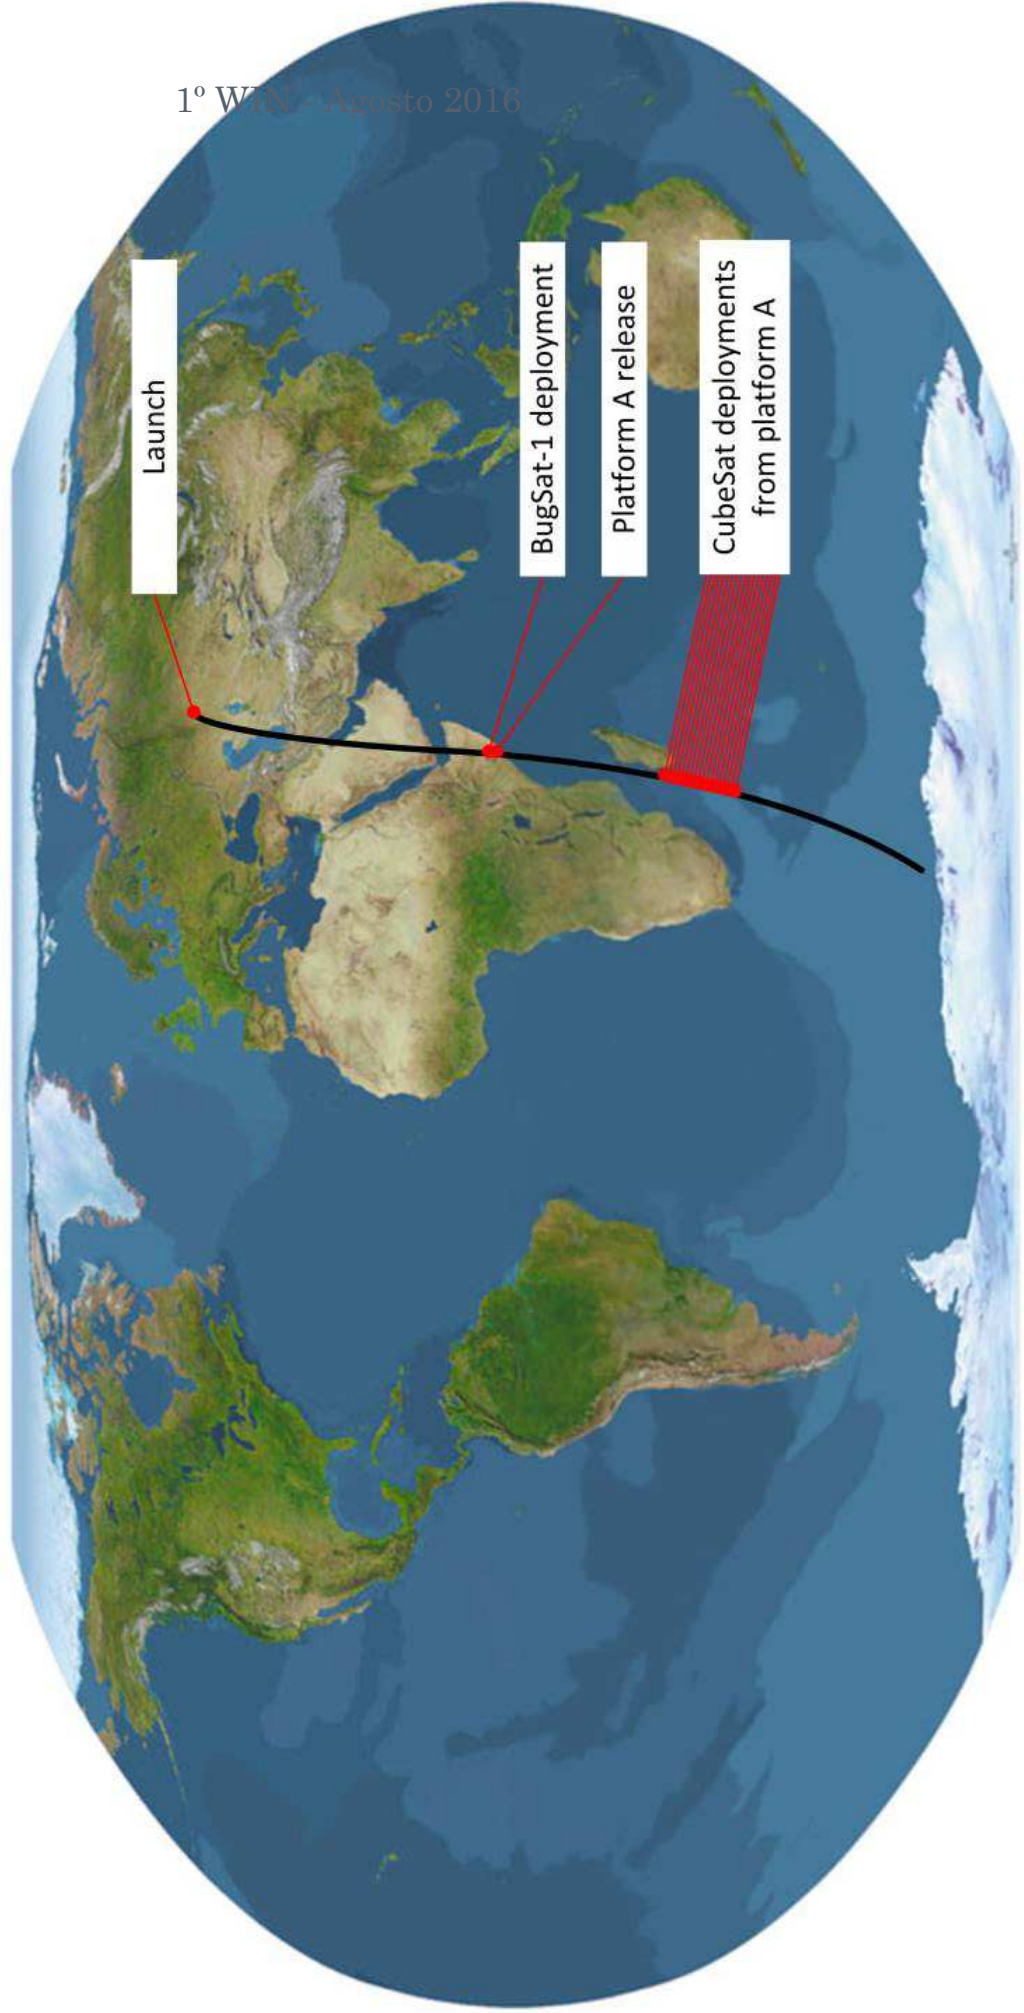 1º WIN - Agosto 2016
Launch
BugSat-1 deployment
Platform A release
CubeSat deployments
from platform A